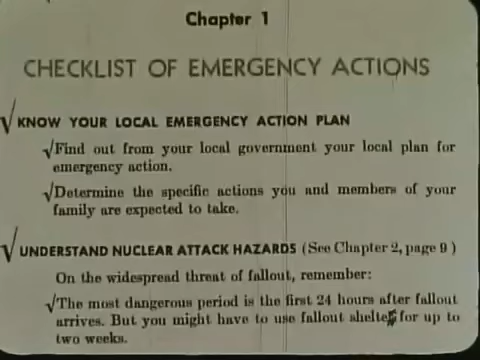 Chapter 1
CHECKLIST OF EMERGENCY ACTIONS
√ KNOW YOUR LOCAL EMERGENCY ACTION PLAN
√Find out from your local government your local plan for
emergency action.
√Determine the specific actions you and members of your
family are expected to take.
√ UNDERSTAND NUCLEAR ATTACK HAZARDS (See Chapter 2, page 9)
On the widespread threat of fallout, remember:
√The most dangerous period is the first 24 hours after fallout
arrives. But you might have to use fallout shelter for up to
two weeks.